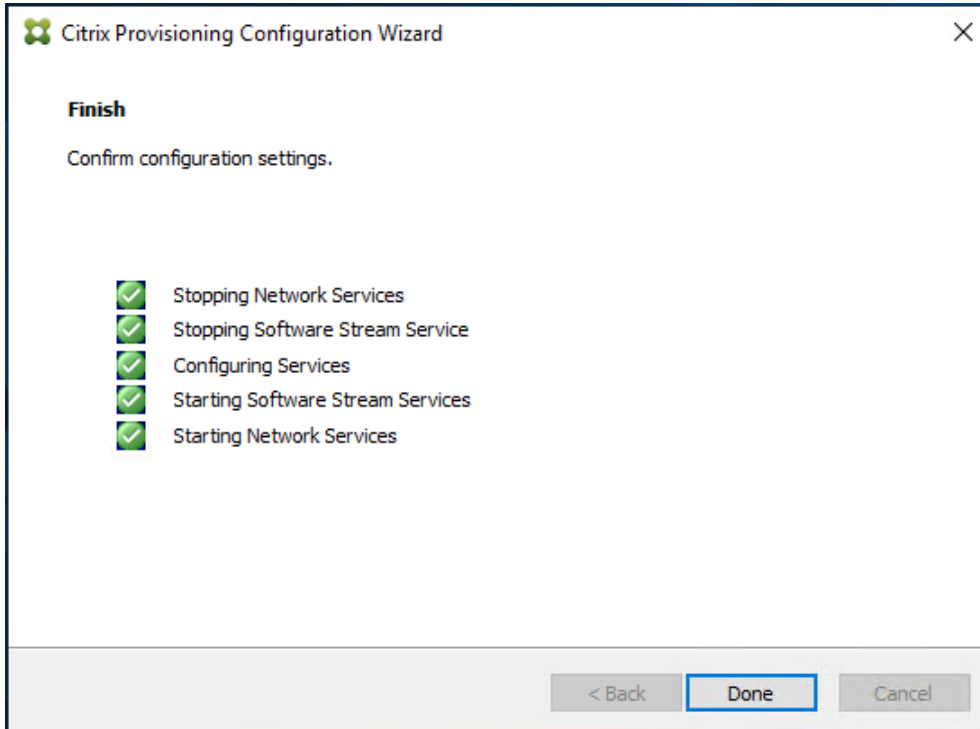 Citrix Provisioning Configuration Wizard
Finish
Confirm configuration settings.
Stopping Network Services
Stopping Software Stream Service
Configuring Services
Starting Software Stream Services
Starting Network Services
< Back Done Cancel